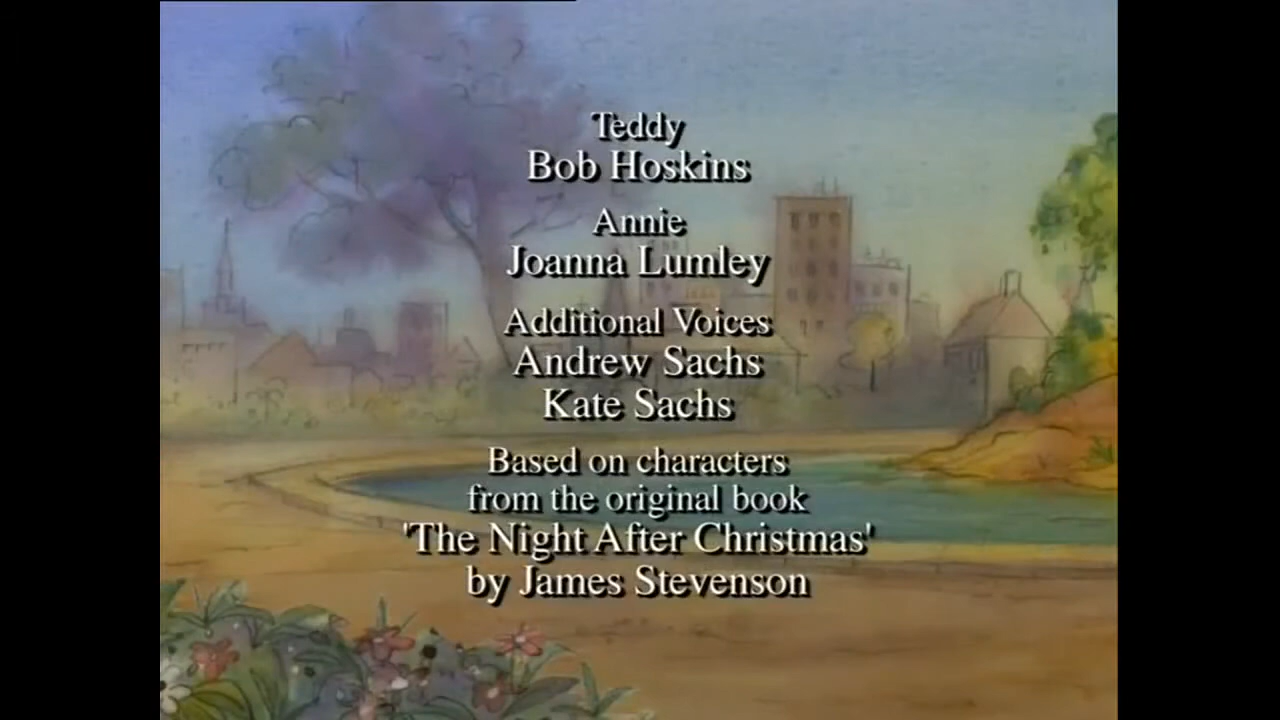 Teddy
Bob Hoskins
Annie
Joanna Lumley
Additional Voices
Andrew Sachs
Kate Sachs
Based on characters
from the original book
'The Night After Christmas'
by James Stevenson